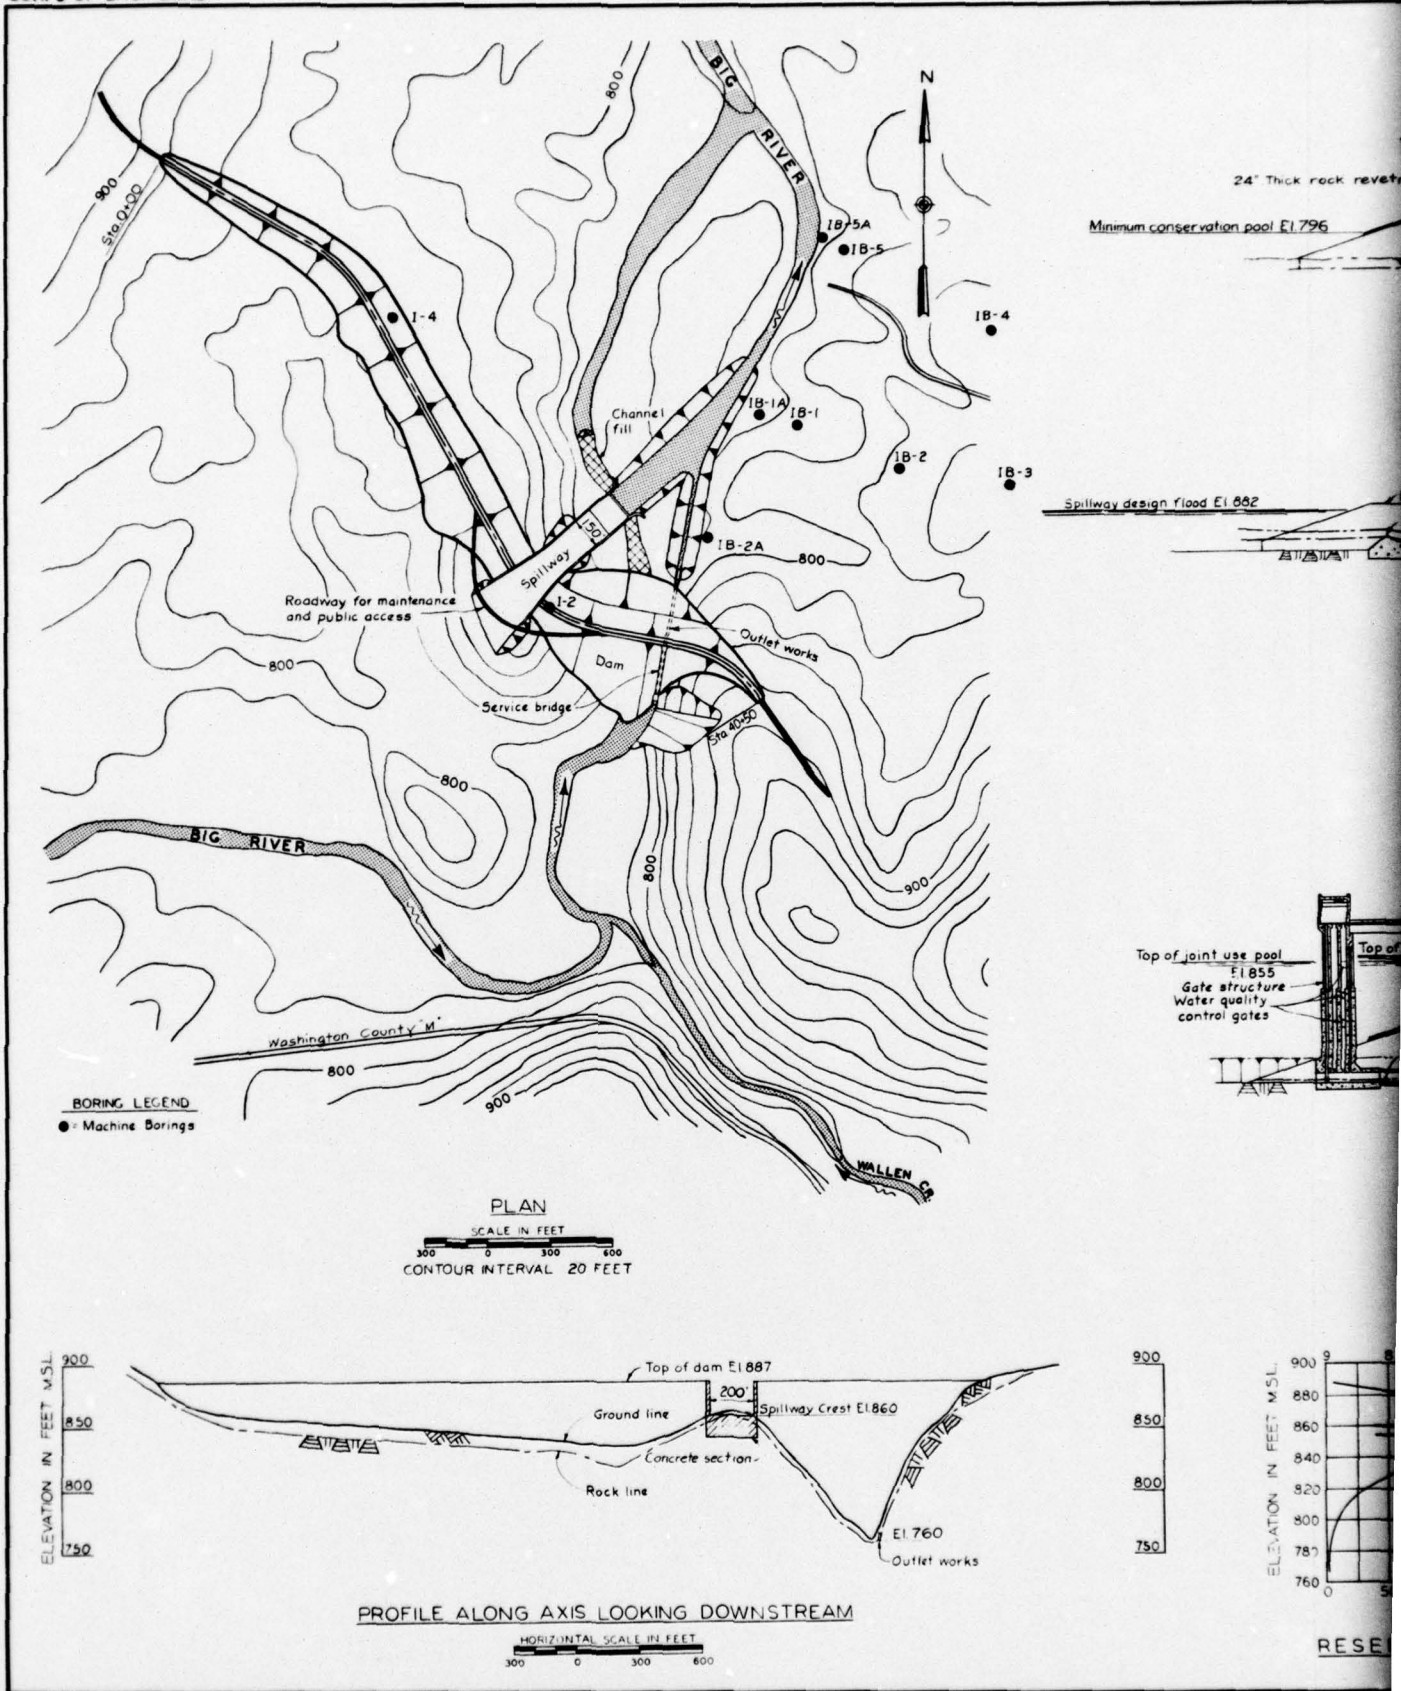 BIG
RIVER
800
N
900
Sta. 0+00
24" Thick rock
Minimum conservation pool El. 796
IB-5A
IB-5
I-4
IB-4
Channel
fill
IB-1A
IB-1
IB-2
IB-3
Spillway design flood El 882
150
IB-2A
Spillway
800
Roadway for maintenance
and public access
I-2
Outlet works
Dam
800
Service bridge
Sta 40+50
800
BIG RIVER
800
900
Top of joint use pool
El 855
Top of
Gate structure
Water quality
control gates
Washington County "M"
800
900
BORING LEGEND
● = Machine Borings
WALLEN CR.
PLAN
SCALE IN FEET
300 0 300 600
CONTOUR INTERVAL 20 FEET
ELEVATION IN FEET M.S.L.
900
850
800
750
Top of dam El 887
200'
Spillway Crest El.860
Ground line
Concrete section
Rock line
El. 760
Outlet works
900
850
800
750
ELEVATION IN FEET M.S.L.
900
880
860
840
820
800
780
760
9
0
PROFILE ALONG AXIS LOOKING DOWNSTREAM
HORIZONTAL SCALE IN FEET
300 0 300 600